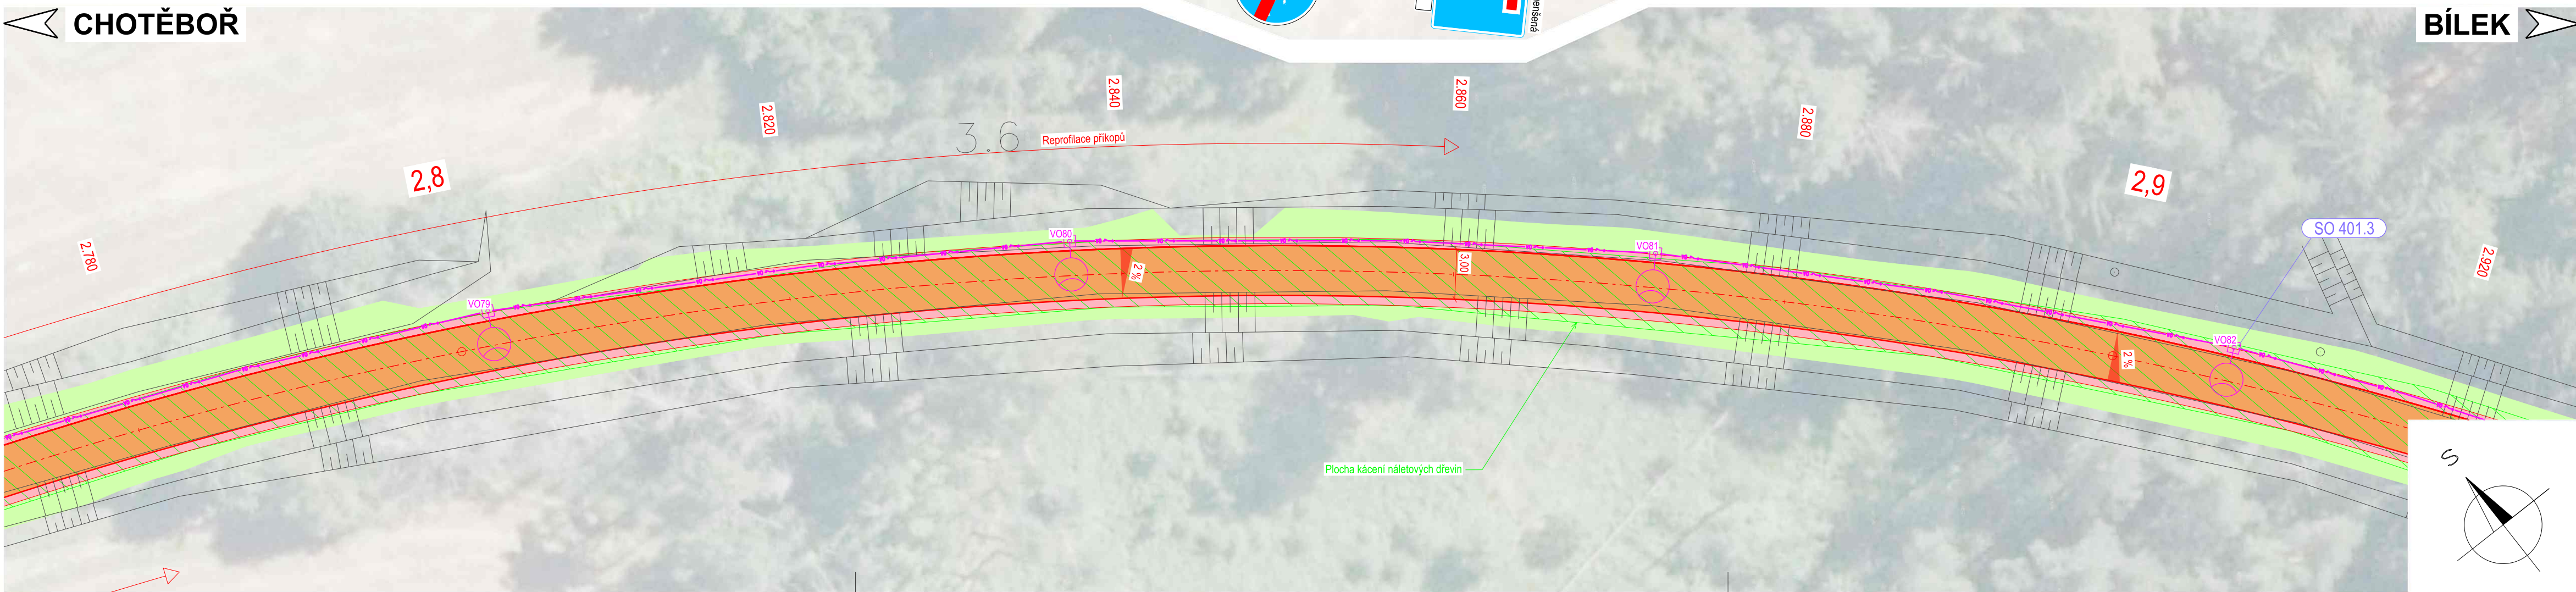 CHOTĚBOŘ
BÍLEK
2.780
2,8
2.820
3.6
Reprofilace příkopů
2.840
2.860
2.880
2,9
SO 401.3
2.920
VO79
VO80
2 %
3.00
VO81
2 %
VO82
Plocha kácení náletových dřevin
S